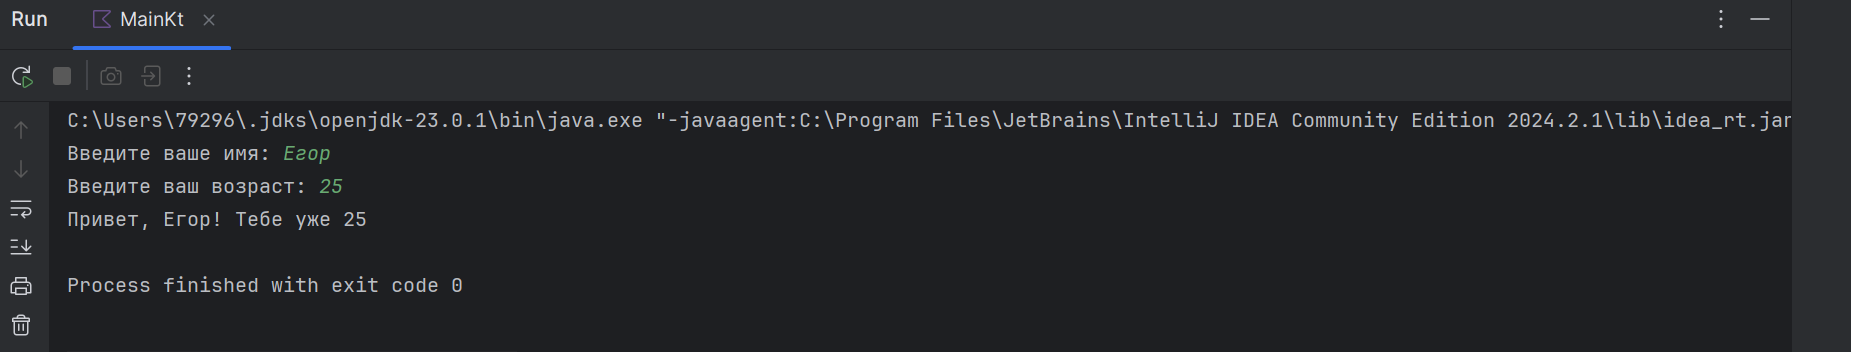 Run MainKt
C:\Users\79296\.jdks\openjdk-23.0.1\bin\java.exe "-javaagent:C:\Program Files\JetBrains\IntelliJ IDEA Community Edition 2024.2.1\lib\idea_rt.jar
Введите ваше имя: Егор
Введите ваш возраст: 25
Привет, Егор! Тебе уже 25
Process finished with exit code 0